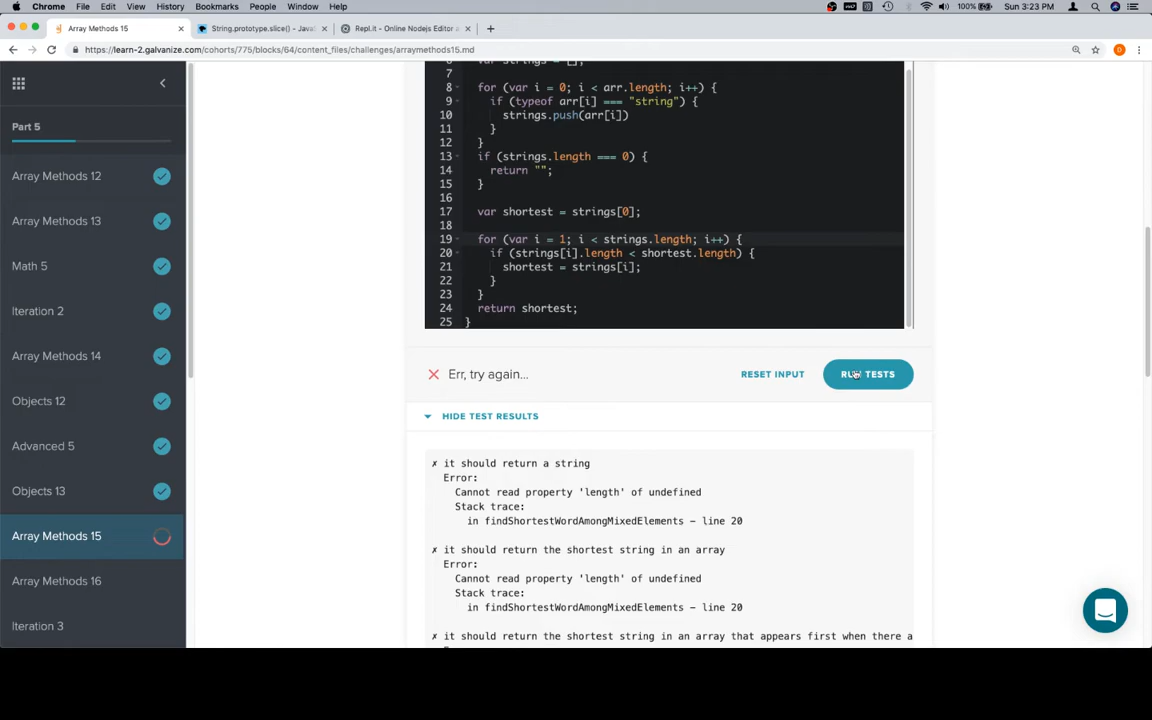 Chrome File Edit View History Bookmarks People Window Help 100% Sun 3:23 PM
Array Methods 15 String.prototype.slice() - JavaS Repl.it - Online Nodejs Editor a
https://learn-2.galvanize.com/cohorts/775/blocks/64/content_files/challenges/arraymethods15.md
Part 5
Array Methods 12
Array Methods 13
Math 5
Iteration 2
Array Methods 14
Objects 12
Advanced 5
Objects 13
Array Methods 15
Array Methods 16
Iteration 3
6 var strings = [];
7
8 for (var i = 0; i < arr.length; i++) {
9 if (typeof arr[i] === "string") {
10 strings.push(arr[i])
11 }
12 }
13 if (strings.length === 0) {
14 return "";
15 }
16
17 var shortest = strings[0];
18
19 for (var i = 1; i < strings.length; i++) {
20 if (strings[i].length < shortest.length) {
21 shortest = strings[i];
22 }
23 }
24 return shortest;
25 }
Err, try again... RESET INPUT RUN TESTS
HIDE TEST RESULTS
✗ it should return a string
Error:
Cannot read property 'length' of undefined
Stack trace:
in findShortestWordAmongMixedElements - line 20
✗ it should return the shortest string in an array
Error:
Cannot read property 'length' of undefined
Stack trace:
in findShortestWordAmongMixedElements - line 20
✗ it should return the shortest string in an array that appears first when there a